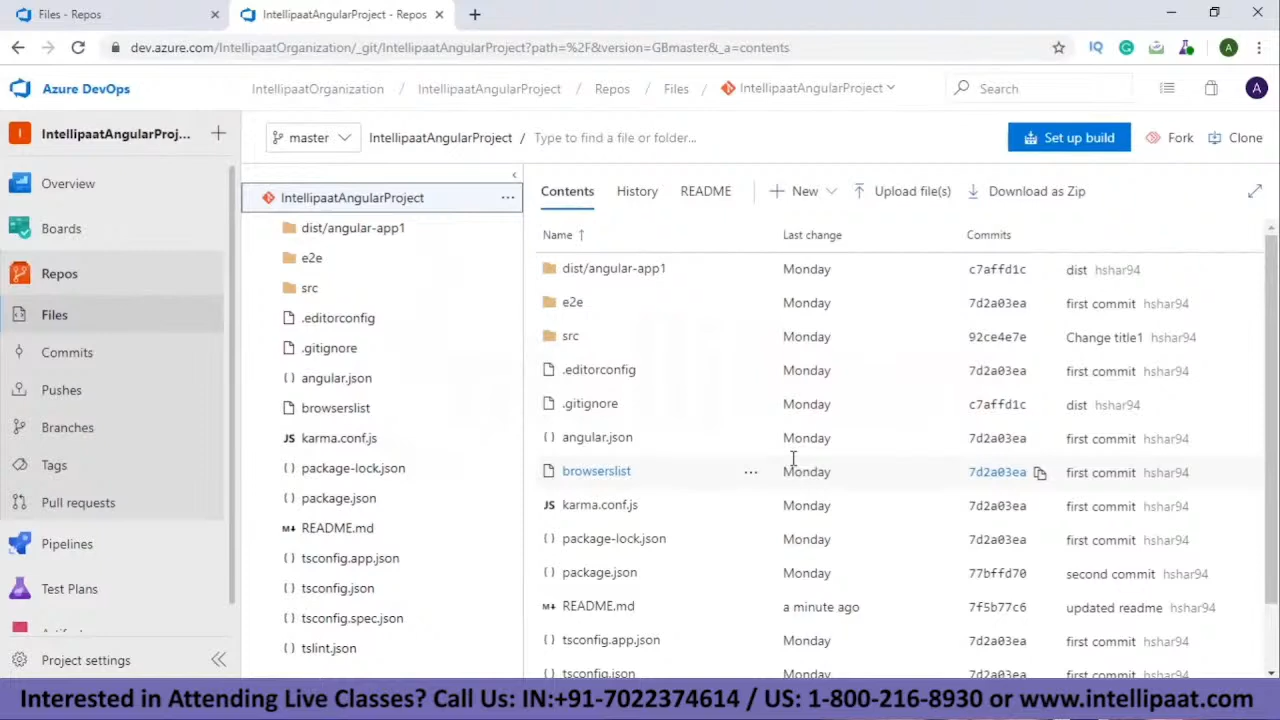 Files - Repos
IntellipaatAngularProject - Repos
dev.azure.com/IntellipaatOrganization/_git/IntellipaatAngularProject?path=%2F&version=GBmaster&_a=contents
IQ
A
Azure DevOps
IntellipaatOrganization / IntellipaatAngularProject / Repos / Files / IntellipaatAngularProject
Search
A
I IntellipaatAngularProj...
master
IntellipaatAngularProject / Type to find a file or folder...
Set up build
Fork
Clone
Overview
Boards
Repos
Files
Commits
Pushes
Branches
Tags
Pull requests
Pipelines
Test Plans
Project settings
IntellipaatAngularProject
dist/angular-app1
e2e
src
.editorconfig
.gitignore
angular.json
browserslist
JS karma.conf.js
package-lock.json
package.json
M↓ README.md
tsconfig.app.json
tsconfig.json
tsconfig.spec.json
tslint.json
Contents
History
README
New
Upload file(s)
Download as Zip
Name ↑ Last change Commits
dist/angular-app1 Monday c7affd1c dist hshar94
e2e Monday 7d2a03ea first commit hshar94
src Monday 92ce4e7e Change title1 hshar94
.editorconfig Monday 7d2a03ea first commit hshar94
.gitignore Monday c7affd1c dist hshar94
angular.json Monday 7d2a03ea first commit hshar94
browserslist ... Monday 7d2a03ea first commit hshar94
JS karma.conf.js Monday 7d2a03ea first commit hshar94
package-lock.json Monday 7d2a03ea first commit hshar94
package.json Monday 77bffd70 second commit hshar94
M↓ README.md a minute ago 7f5b77c6 updated readme hshar94
tsconfig.app.json Monday 7d2a03ea first commit hshar94
tsconfig.json Monday 7d2a03ea first commit hshar94
Interested in Attending Live Classes? Call Us: IN:+91-7022374614 / US: 1-800-216-8930 or www.intellipaat.com